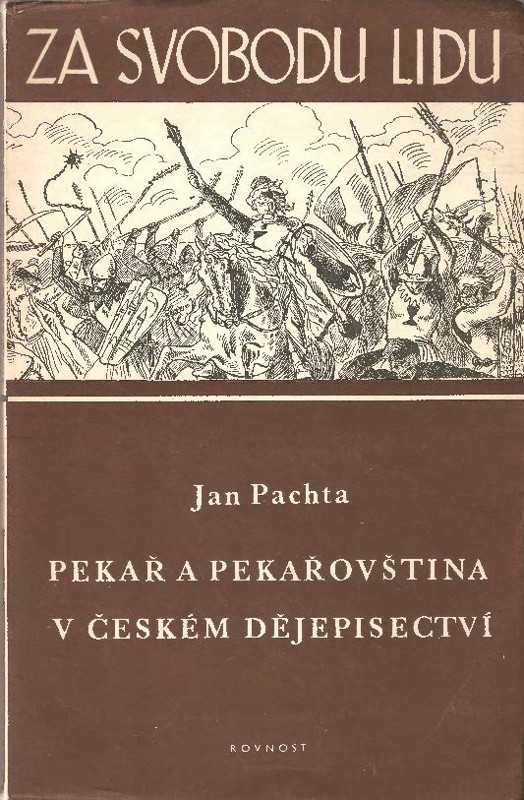 ZA SVOBODU LIDU
Jan Pachta
PEKAŘ A PEKAŘOVŠTINA
V ČESKÉM DĚJEPISECTVÍ
ROVNOST